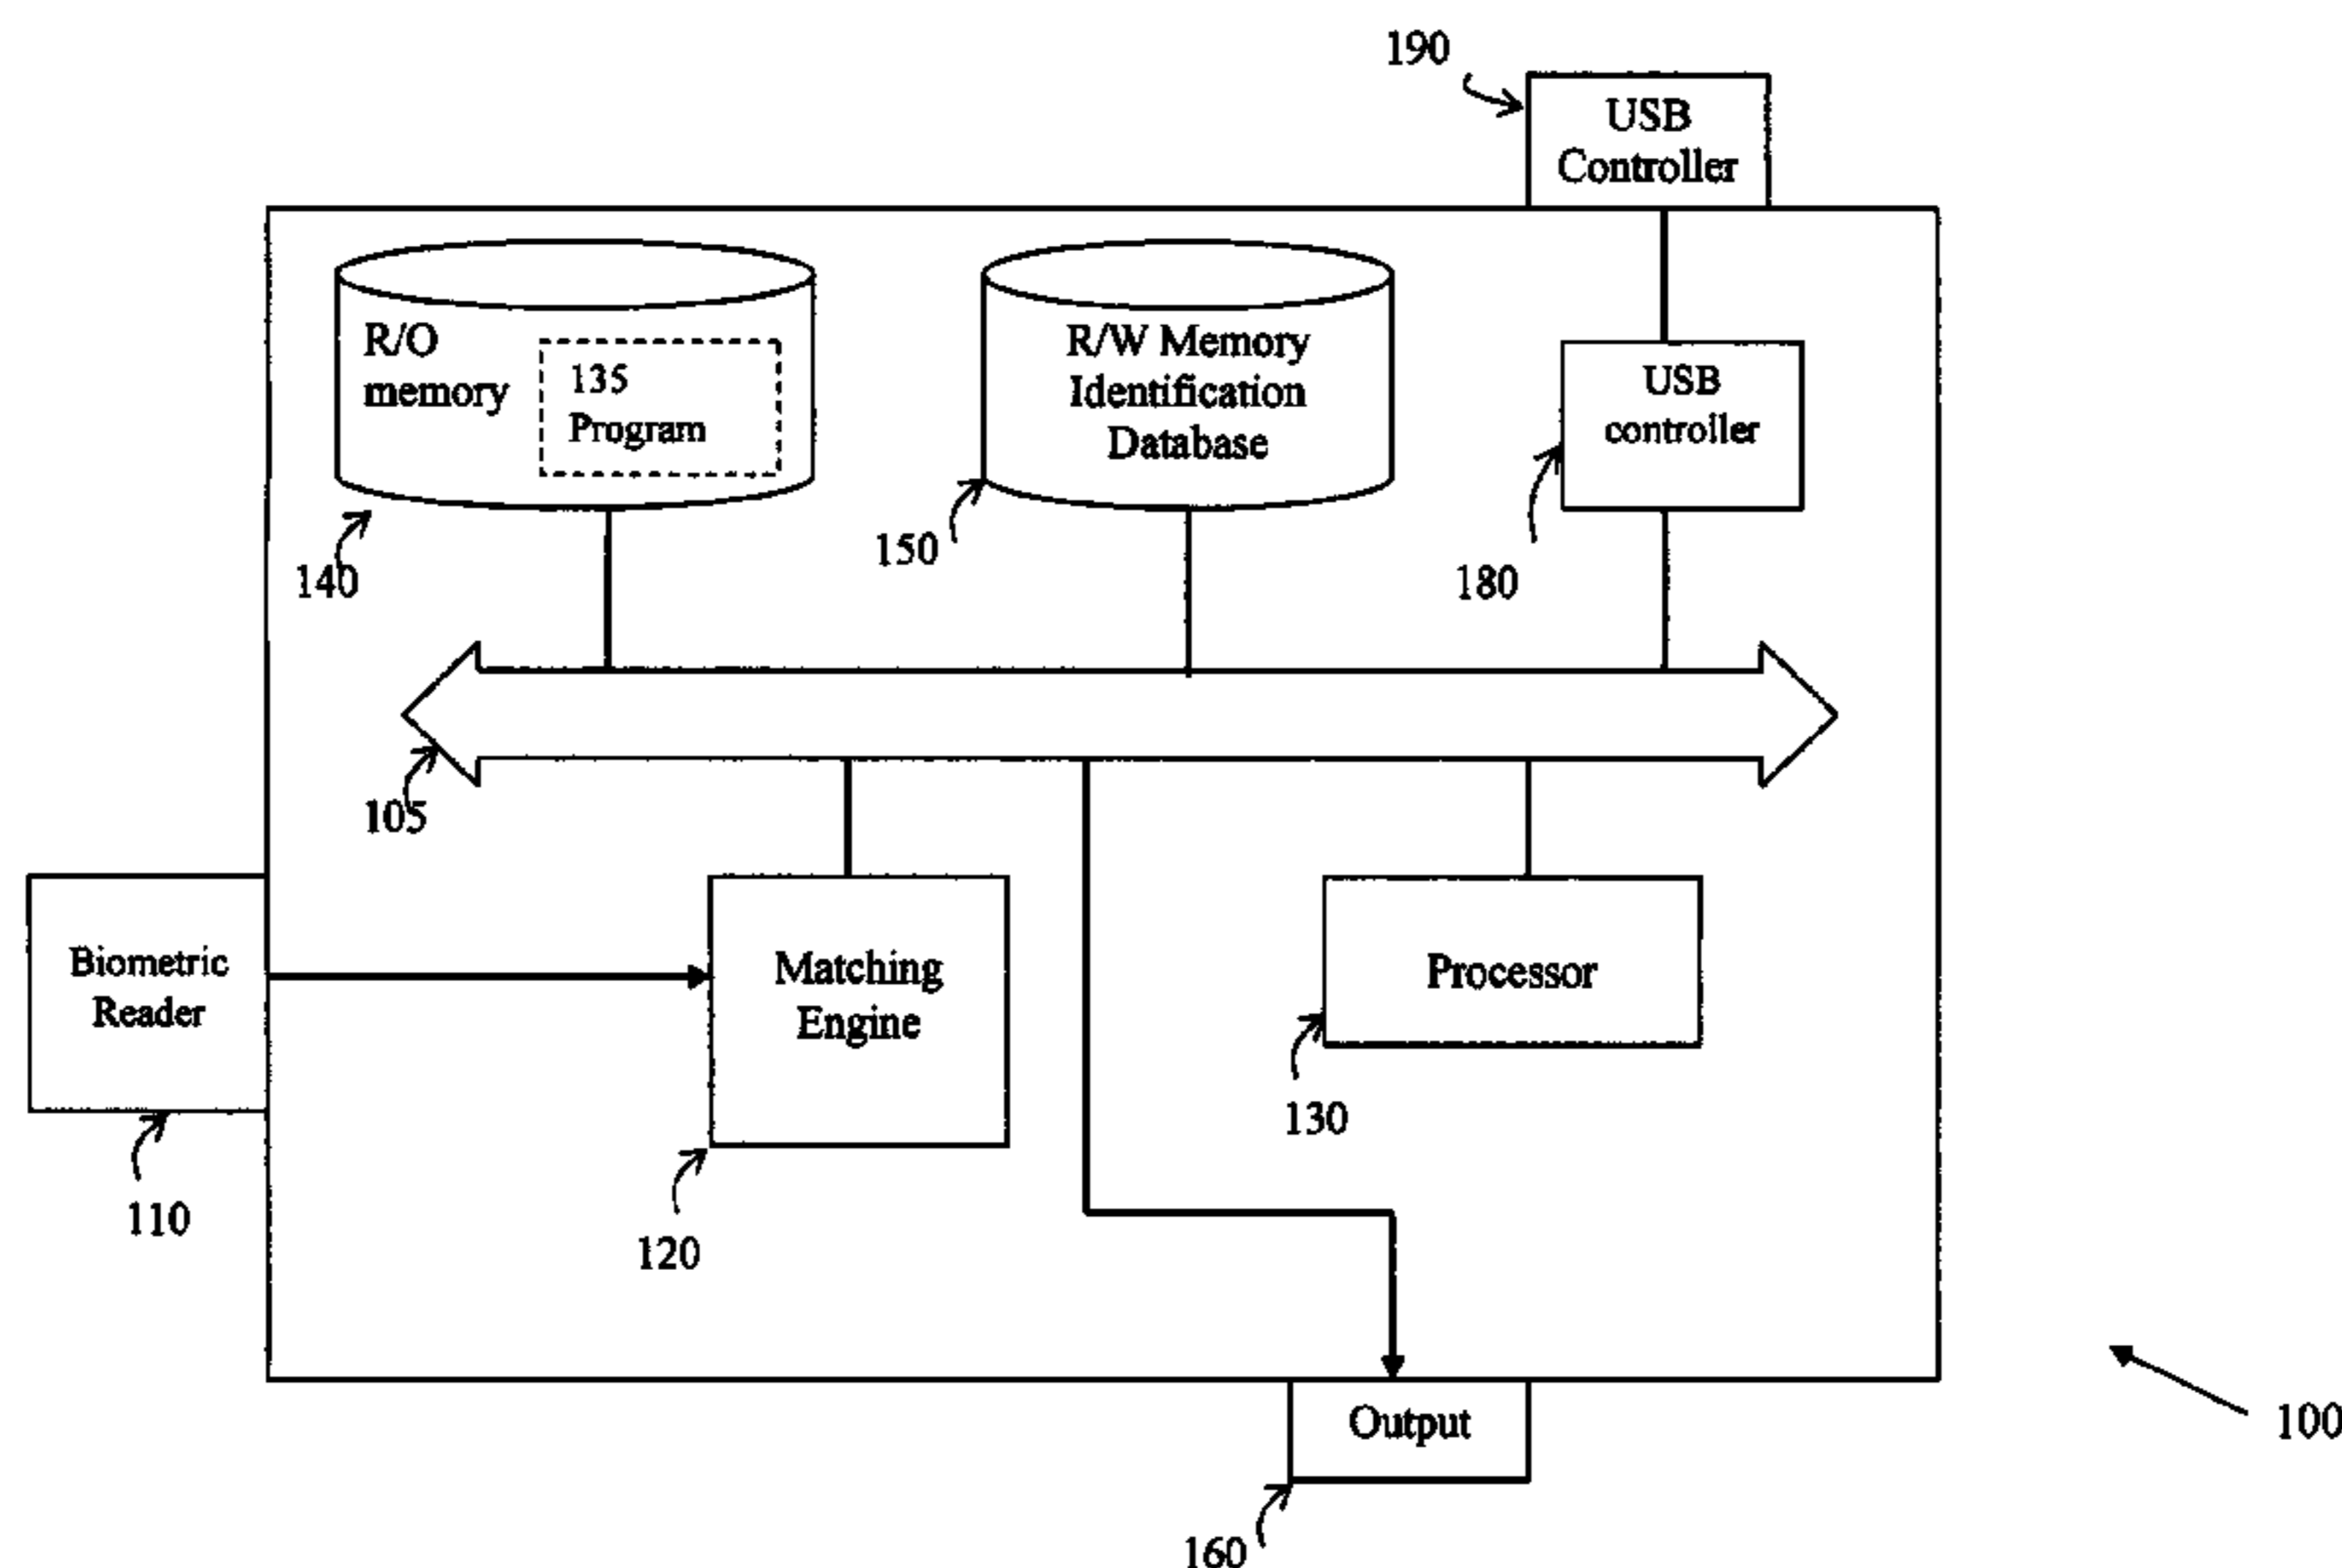 190
USB
Controller
R/O
memory
135
Program
R/W Memory
Identification
Database
USB
controller
140
150
180
105
Biometric
Reader
Matching
Engine
Processor
110
120
130
Output
160
100